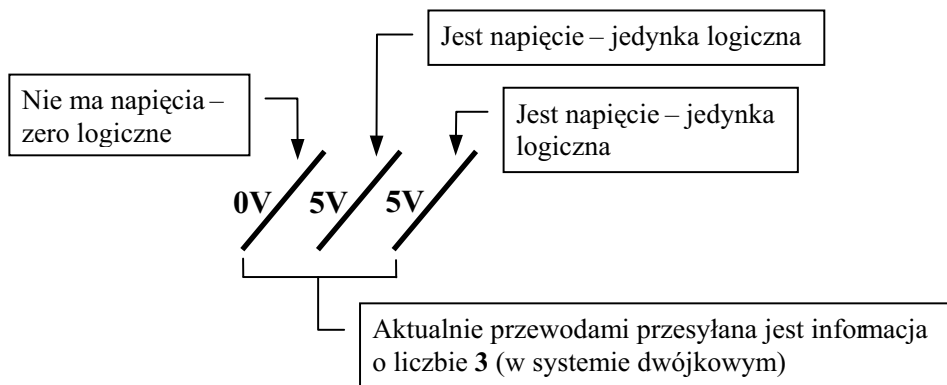 Jest napięcie – jedynka logiczna
Nie ma napięcia –
zero logiczne
Jest napięcie – jedynka
logiczna
0V 5V 5V
Aktualnie przewodami przesyłana jest informacja
o liczbie 3 (w systemie dwójkowym)